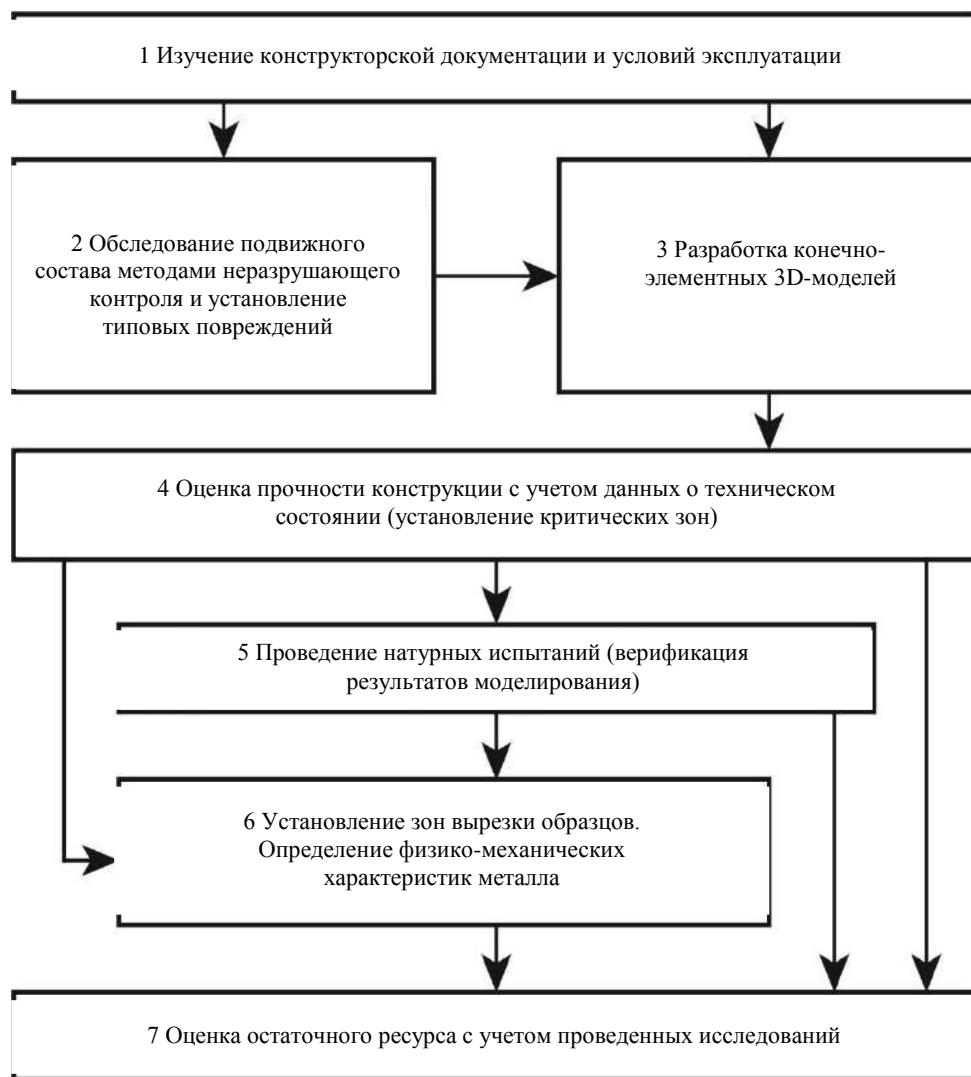 1 Изучение конструкторской документации и условий эксплуатации
2 Обследование подвижного
состава методами неразрушающего
контроля и установление
типовых повреждений
3 Разработка конечно-
элементных 3D-моделей
4 Оценка прочности конструкции с учетом данных о техническом
состоянии (установление критических зон)
5 Проведение натурных испытаний (верификация
результатов моделирования)
6 Установление зон вырезки образцов.
Определение физико-механических
характеристик металла
7 Оценка остаточного ресурса с учетом проведенных исследований